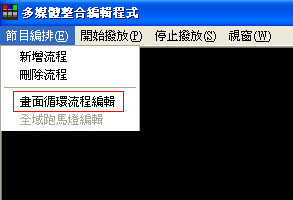 多媒體整合編輯程式
節目編排(E) 開始撥放(P) 停止撥放(S) 視窗(W)
新增流程
刪除流程
畫面循環流程編輯
全域跑馬燈編輯